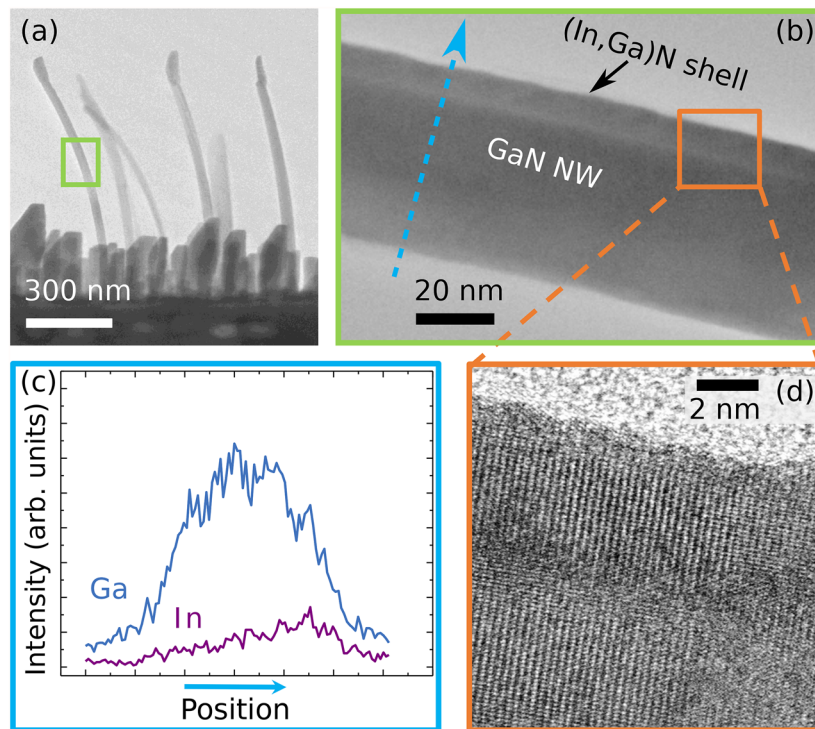 (a)
300 nm
(b)
(In,Ga)N shell
GaN NW
20 nm
(c)
Intensity (arb. units)
Ga
In
Position
(d)
2 nm